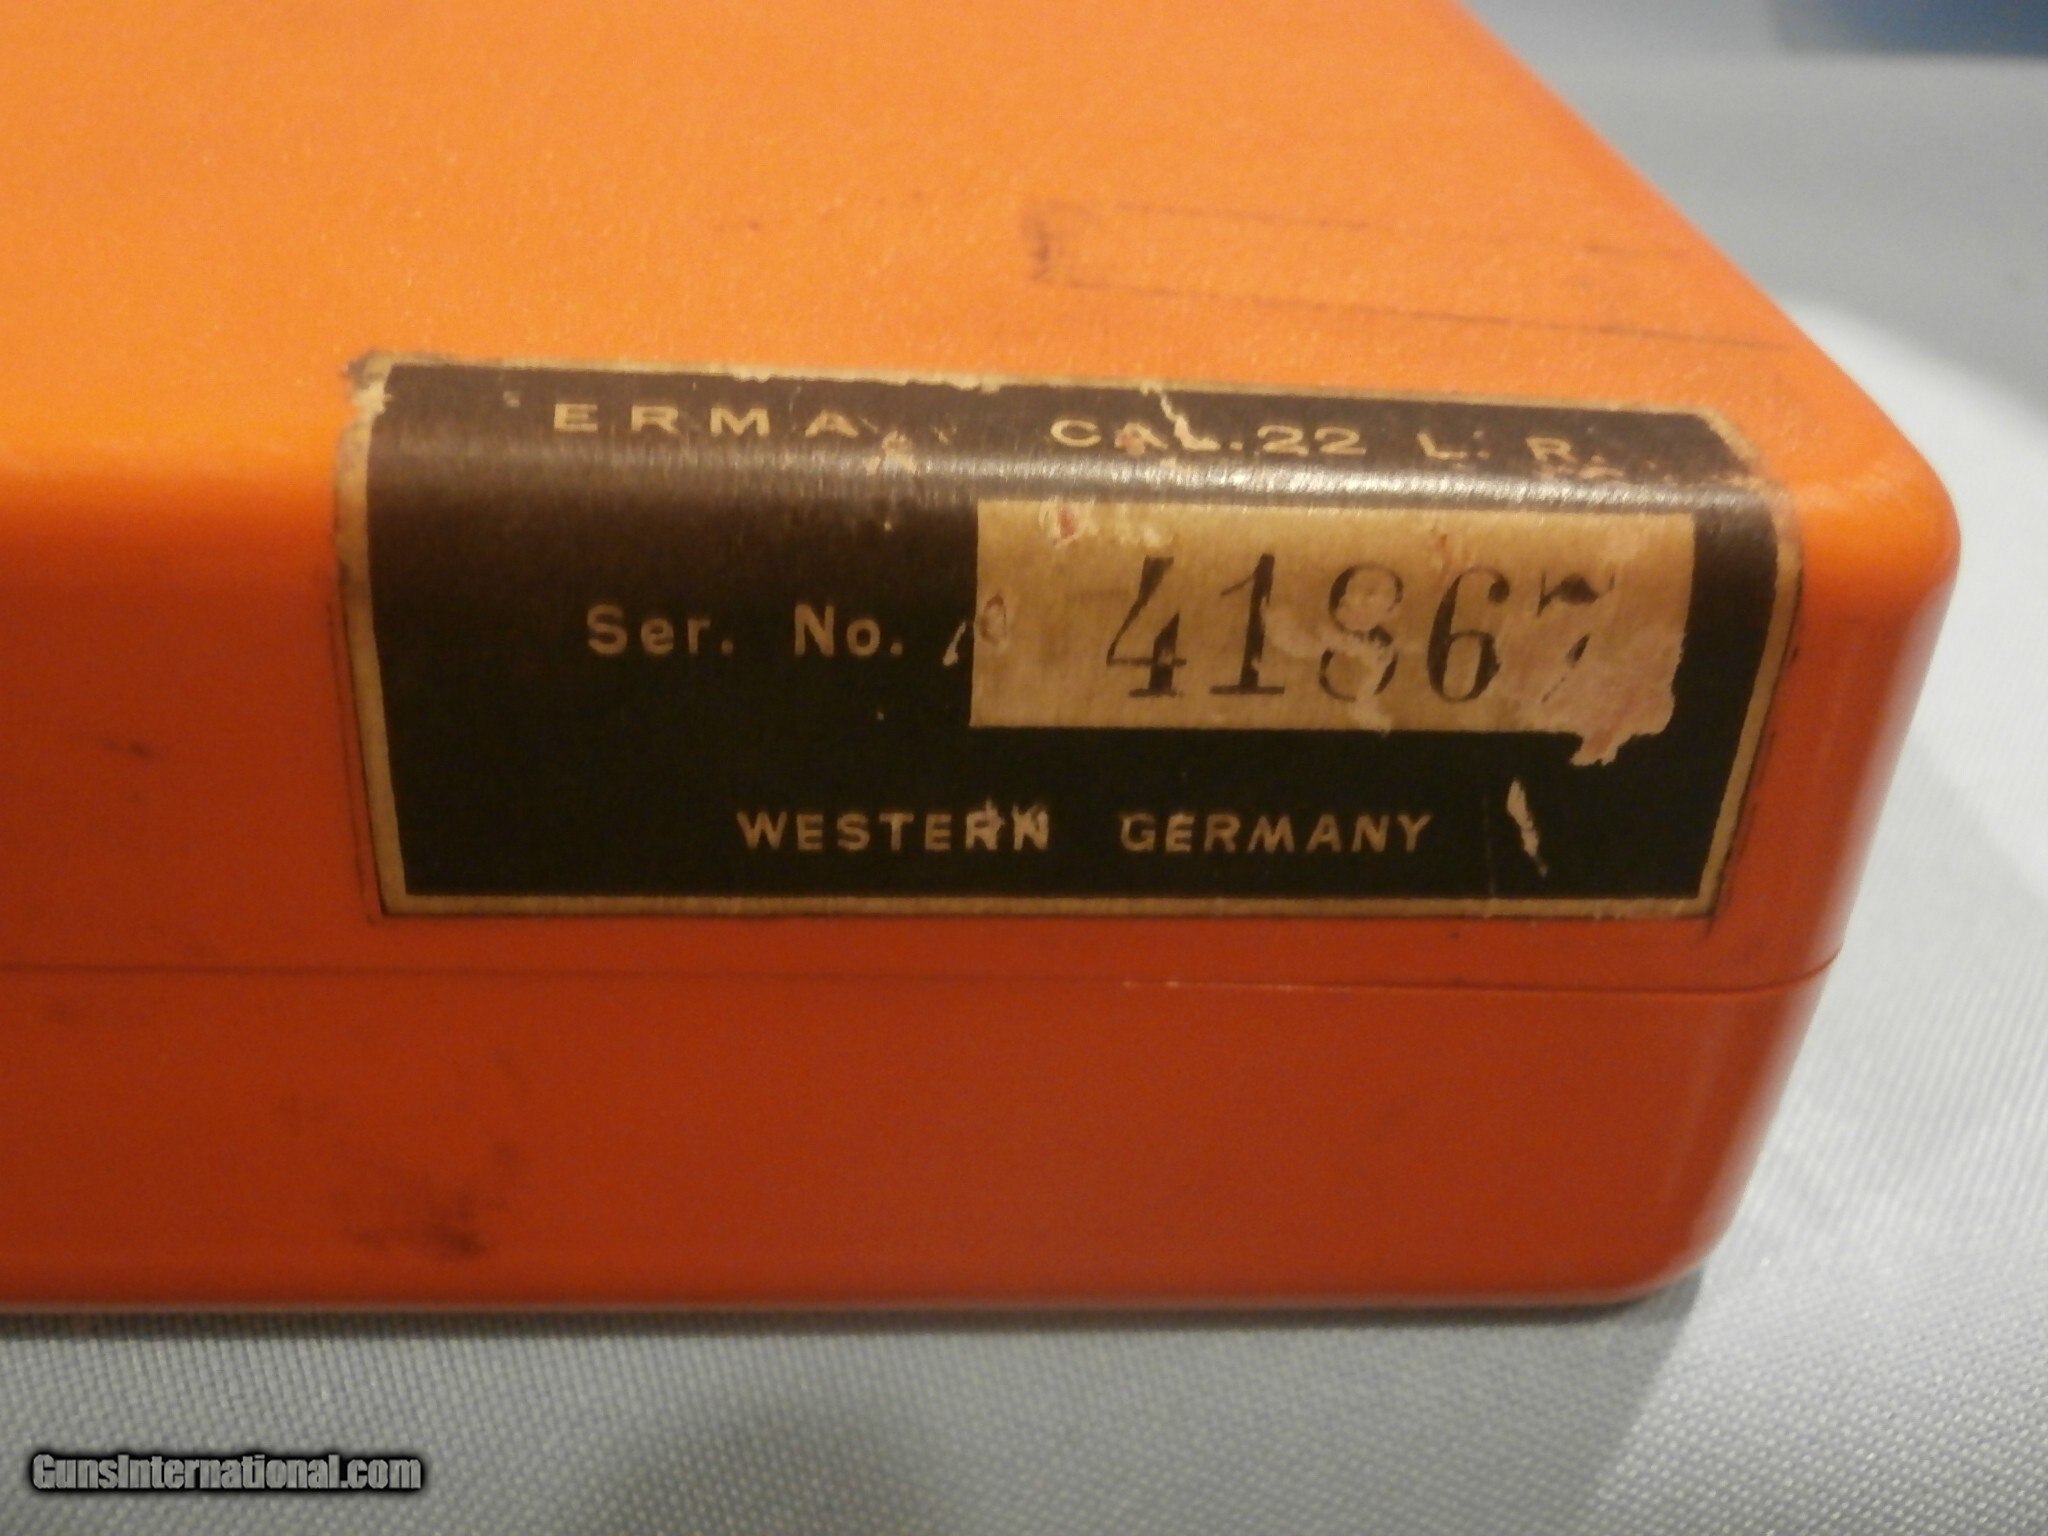 ERMA CAL.22 L. R.
Ser. No. 41867
WESTERN GERMANY
GunsInternational.com